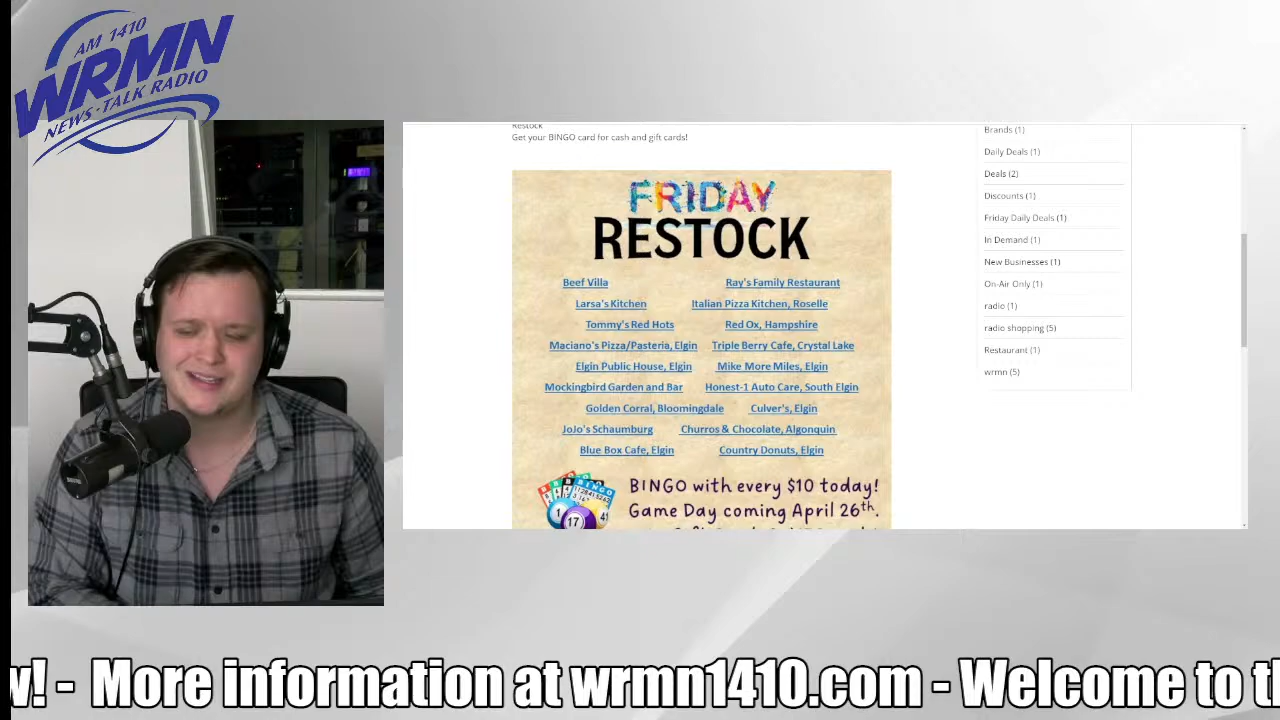 AM 1410
WRMN
NEWS·TALK RADIO
Restock
Get your BINGO card for cash and gift cards!
FRIDAY
RESTOCK
Beef Villa Ray's Family Restaurant
Larsa's Kitchen Italian Pizza Kitchen, Roselle
Tommy's Red Hots Red Ox, Hampshire
Maciano's Pizza/Pasteria, Elgin Triple Berry Cafe, Crystal Lake
Elgin Public House, Elgin Mike More Miles, Elgin
Mockingbird Garden and Bar Honest-1 Auto Care, South Elgin
Golden Corral, Bloomingdale Culver's, Elgin
JoJo's Schaumburg Churros & Chocolate, Algonquin
Blue Box Cafe, Elgin Country Donuts, Elgin
BINGO
1
17
41
BINGO with every $10 today!
Game Day coming April 26th.
Brands (1)
Daily Deals (1)
Deals (2)
Discounts (1)
Friday Daily Deals (1)
In Demand (1)
New Businesses (1)
On-Air Only (1)
radio (1)
radio shopping (5)
Restaurant (1)
wrmn (5)
w! - More information at wrmn1410.com - Welcome to th